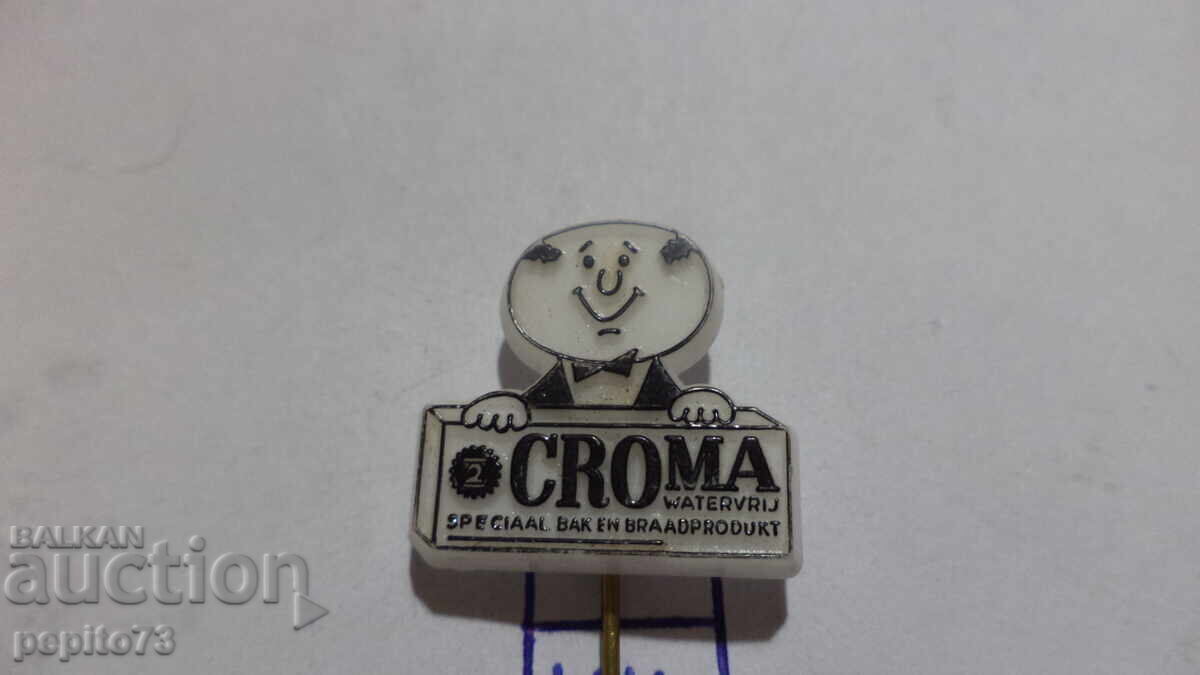 2 CROMA
WATERVRIJ
SPECIAAL BAK EN BRAADPRODUKT
BALKAN
auction
pepito73